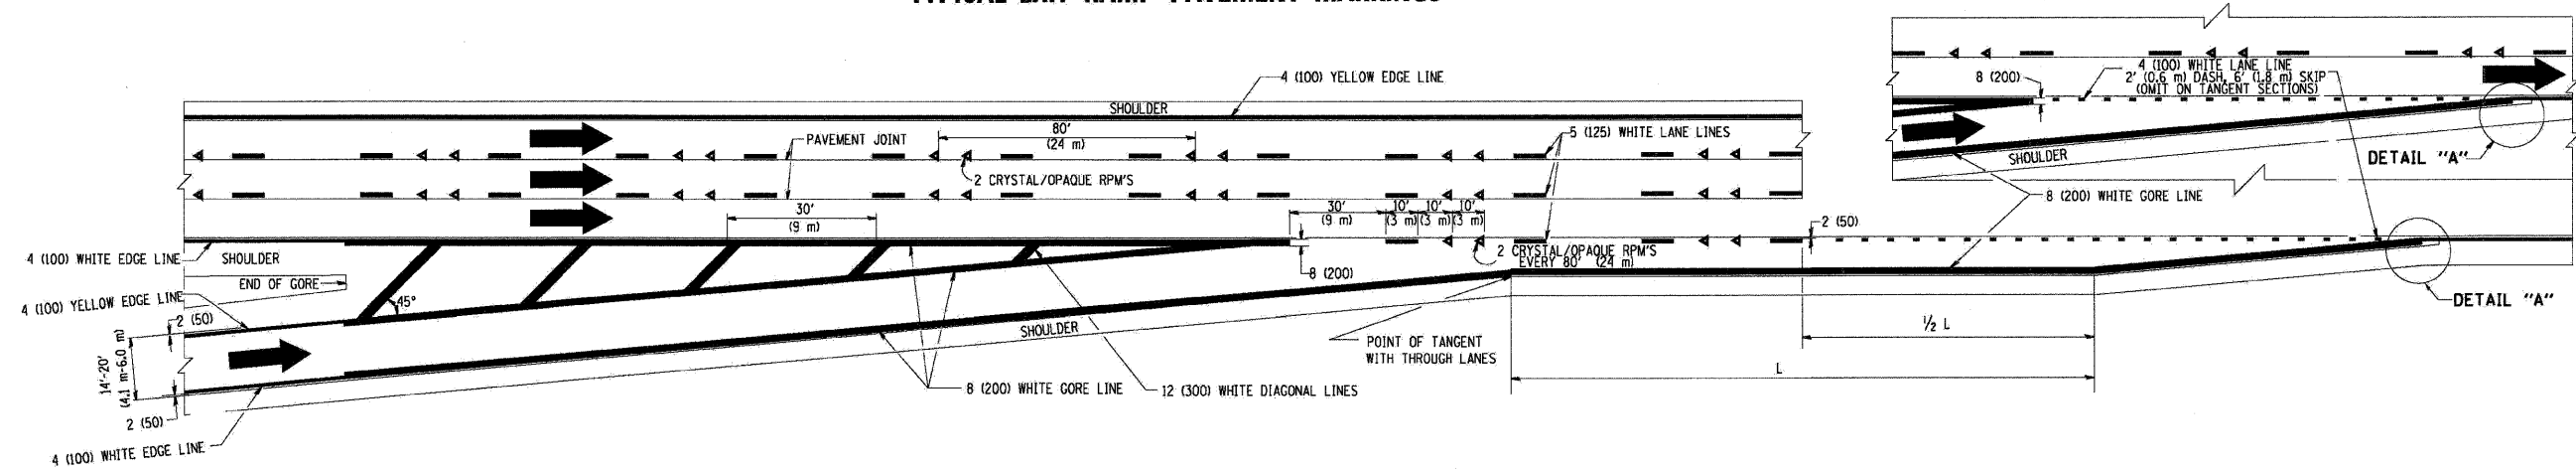 4 (100) YELLOW EDGE LINE
SHOULDER
PAVEMENT JOINT
80'
(24 m)
2 CRYSTAL/OPAQUE RPM'S
5 (125) WHITE LANE LINES
30'
(9 m)
30'
(9 m)
10'
(3 m)
10'
(3 m)
10'
(3 m)
4 (100) WHITE EDGE LINE
SHOULDER
END OF GORE
4 (100) YELLOW EDGE LINE
45°
2 (50)
14'-20'
(4.1 m-6.0 m)
2 (50)
4 (100) WHITE EDGE LINE
8 (200)
2 CRYSTAL/OPAQUE RPM'S
EVERY 80' (24 m)
SHOULDER
8 (200) WHITE GORE LINE
12 (300) WHITE DIAGONAL LINES
POINT OF TANGENT
WITH THROUGH LANES
2 (50)
1/2 L
L
8 (200)
4 (100) WHITE LANE LINE
2' (0.6 m) DASH, 6' (1.8 m) SKIP
(OMIT ON TANGENT SECTIONS)
SHOULDER
DETAIL "A"
8 (200) WHITE GORE LINE
DETAIL "A"